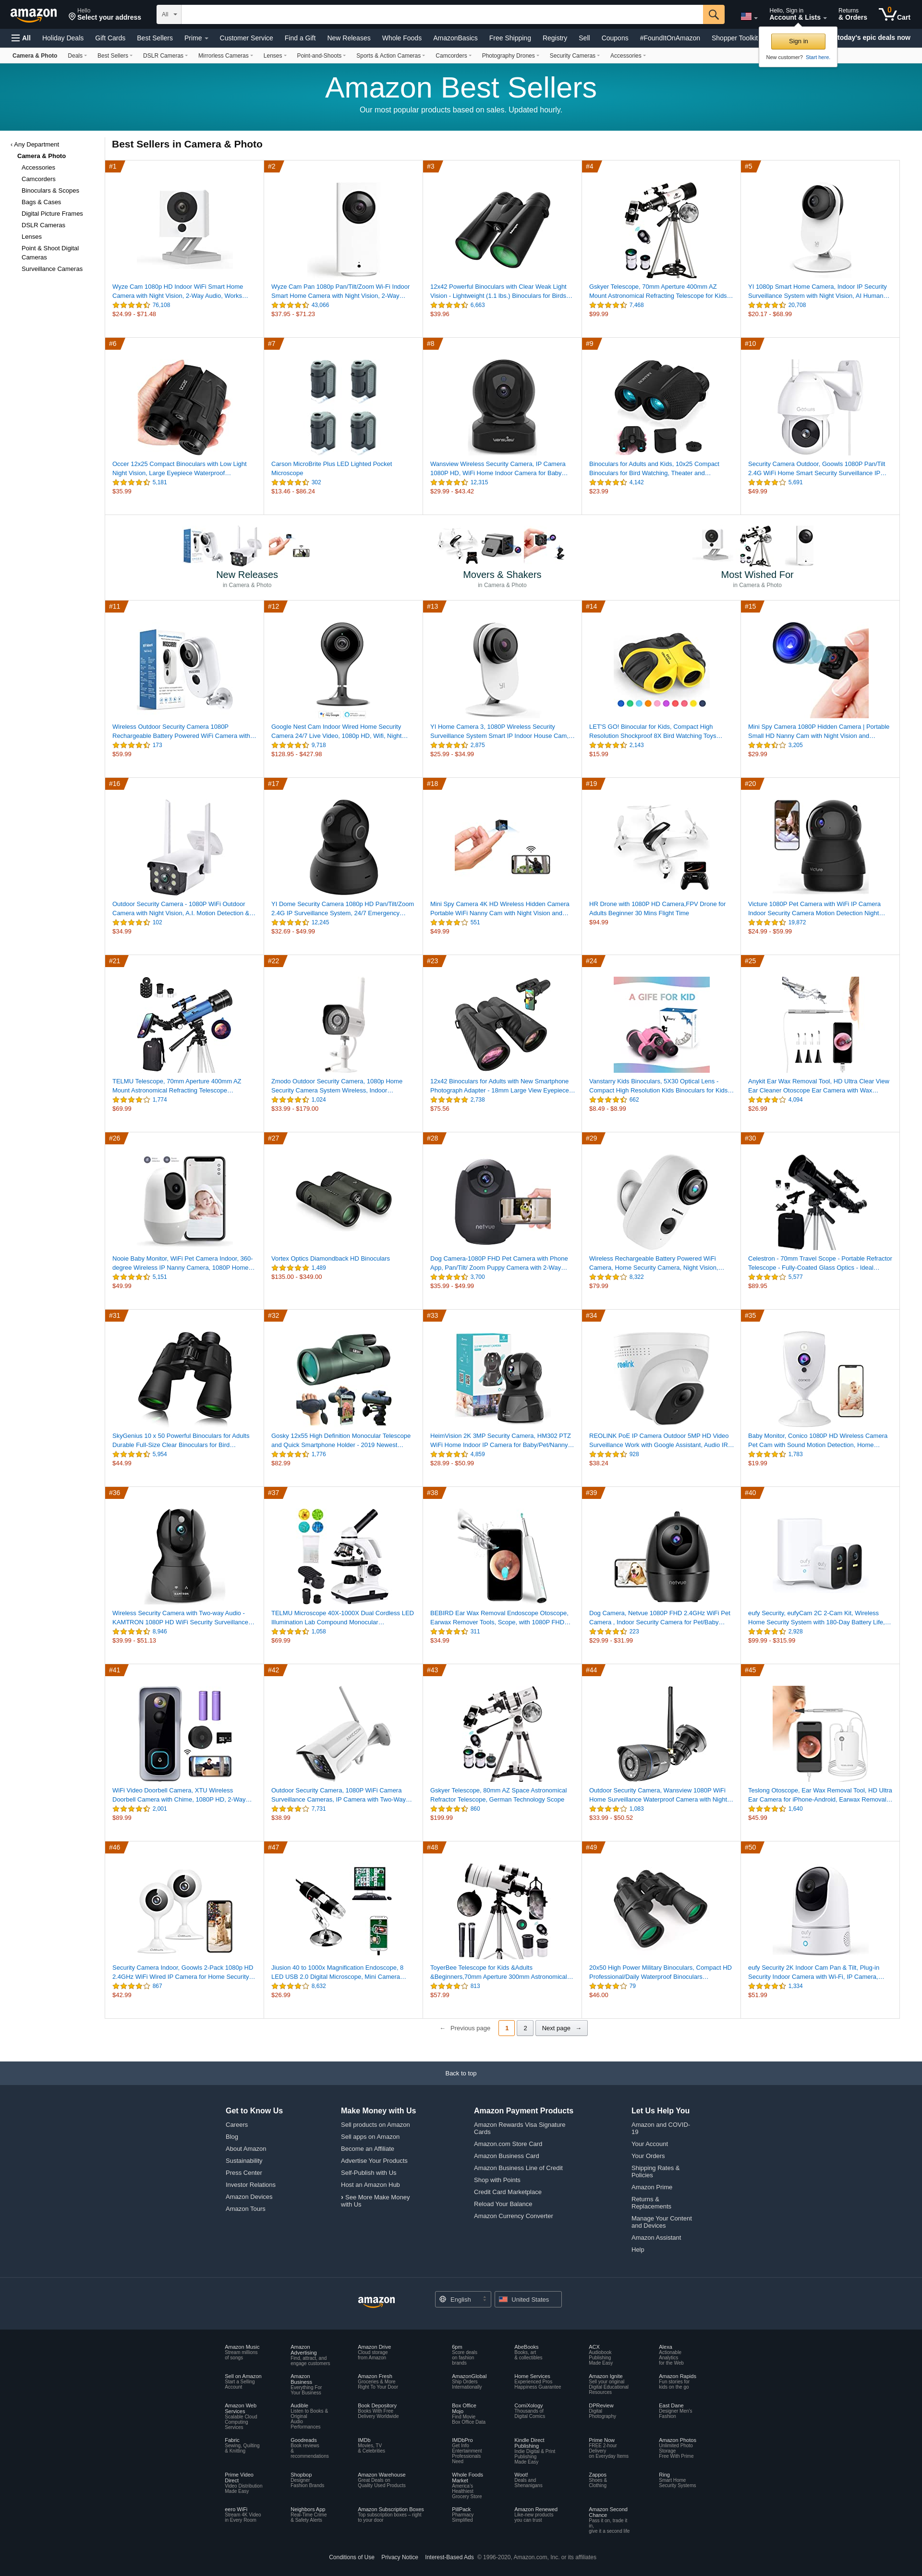 amazon
Hello
Select your address
All
Hello, Sign in
Account & Lists
Returns
& Orders
0
Cart
All
Holiday Deals
Gift Cards
Best Sellers
Prime
Customer Service
Find a Gift
New Releases
Whole Foods
AmazonBasics
Free Shipping
Registry
Sell
Coupons
#FoundItOnAmazon
Shopper Toolkit
today's epic deals now
Sign in
New customer? Start here.
Camera & Photo
Deals
Best Sellers
DSLR Cameras
Mirrorless Cameras
Lenses
Point-and-Shoots
Sports & Action Cameras
Camcorders
Photography Drones
Security Cameras
Accessories
Amazon Best Sellers
Our most popular products based on sales. Updated hourly.
‹ Any Department
Camera & Photo
Accessories
Camcorders
Binoculars & Scopes
Bags & Cases
Digital Picture Frames
DSLR Cameras
Lenses
Point & Shoot Digital
Cameras
Surveillance Cameras
Best Sellers in Camera & Photo
#1
Wyze Cam 1080p HD Indoor WiFi Smart Home
Camera with Night Vision, 2-Way Audio, Works…
76,108
$24.99 - $71.48
#2
Wyze Cam Pan 1080p Pan/Tilt/Zoom Wi-Fi Indoor
Smart Home Camera with Night Vision, 2-Way…
43,066
$37.95 - $71.23
#3
12x42 Powerful Binoculars with Clear Weak Light
Vision - Lightweight (1.1 lbs.) Binoculars for Birds…
6,663
$39.96
#4
Gskyer Telescope, 70mm Aperture 400mm AZ
Mount Astronomical Refracting Telescope for Kids…
7,468
$99.99
#5
YI 1080p Smart Home Camera, Indoor IP Security
Surveillance System with Night Vision, AI Human…
20,708
$20.17 - $68.99
#6
Occer 12x25 Compact Binoculars with Low Light
Night Vision, Large Eyepiece Waterproof…
5,181
$35.99
#7
Carson MicroBrite Plus LED Lighted Pocket
Microscope
302
$13.46 - $86.24
#8
Wansview Wireless Security Camera, IP Camera
1080P HD, WiFi Home Indoor Camera for Baby…
12,315
$29.99 - $43.42
#9
Binoculars for Adults and Kids, 10x25 Compact
Binoculars for Bird Watching, Theater and…
4,142
$23.99
#10
Security Camera Outdoor, Goowls 1080P Pan/Tilt
2.4G WiFi Home Smart Security Surveillance IP…
5,691
$49.99
New Releases
in Camera & Photo
Movers & Shakers
in Camera & Photo
Most Wished For
in Camera & Photo
#11
Wireless Outdoor Security Camera 1080P
Rechargeable Battery Powered WiFi Camera with…
173
$59.99
#12
Google Nest Cam Indoor Wired Home Security
Camera 24/7 Live Video, 1080p HD, Wifi, Night…
9,718
$128.95 - $427.98
#13
YI Home Camera 3, 1080P Wireless Security
Surveillance System Smart IP Indoor House Cam,…
2,875
$25.99 - $34.99
#14
LET'S GO! Binocular for Kids, Compact High
Resolution Shockproof 8X Bird Watching Toys…
2,143
$15.99
#15
Mini Spy Camera 1080P Hidden Camera | Portable
Small HD Nanny Cam with Night Vision and…
3,205
$29.99
#16
Outdoor Security Camera - 1080P WiFi Outdoor
Camera with Night Vision, A.I. Motion Detection &…
102
$34.99
#17
YI Dome Security Camera 1080p HD Pan/Tilt/Zoom
2.4G IP Surveillance System, 24/7 Emergency…
12,245
$32.69 - $49.99
#18
Mini Spy Camera 4K HD Wireless Hidden Camera
Portable WiFi Nanny Cam with Night Vision and…
551
$49.99
#19
HR Drone with 1080P HD Camera,FPV Drone for
Adults Beginner 30 Mins Flight Time
$94.99
#20
Victure 1080P Pet Camera with WiFi IP Camera
Indoor Security Camera Motion Detection Night…
19,872
$24.99 - $59.99
#21
TELMU Telescope, 70mm Aperture 400mm AZ
Mount Astronomical Refracting Telescope…
1,774
$69.99
#22
Zmodo Outdoor Security Camera, 1080p Home
Security Camera System Wireless, Indoor…
1,024
$33.99 - $179.00
#23
12x42 Binoculars for Adults with New Smartphone
Photograph Adapter - 18mm Large View Eyepiece…
2,738
$75.56
#24
A GIFE FOR KID
Vanstarry Kids Binoculars, 5X30 Optical Lens -
Compact High Resolution Kids Binoculars for Kids…
662
$8.49 - $8.99
#25
Anykit Ear Wax Removal Tool, HD Ultra Clear View
Ear Cleaner Otoscope Ear Camera with Wax…
4,094
$26.99
#26
Nooie Baby Monitor, WiFi Pet Camera Indoor, 360-
degree Wireless IP Nanny Camera, 1080P Home…
5,151
$49.99
#27
Vortex Optics Diamondback HD Binoculars
1,489
$135.00 - $349.00
#28
netvue
Dog Camera-1080P FHD Pet Camera with Phone
App, Pan/Tilt/ Zoom Puppy Camera with 2-Way…
3,700
$35.99 - $49.99
#29
Wireless Rechargeable Battery Powered WiFi
Camera, Home Security Camera, Night Vision,…
8,322
$79.99
#30
Celestron - 70mm Travel Scope - Portable Refractor
Telescope - Fully-Coated Glass Optics - Ideal…
5,577
$89.95
#31
SkyGenius 10 x 50 Powerful Binoculars for Adults
Durable Full-Size Clear Binoculars for Bird…
5,954
$44.99
#32
Gosky 12x55 High Definition Monocular Telescope
and Quick Smartphone Holder - 2019 Newest…
1,776
$82.99
#33
HeimVision 2K 3MP Security Camera, HM302 PTZ
WiFi Home Indoor IP Camera for Baby/Pet/Nanny…
4,859
$28.99 - $50.99
#34
reolink
REOLINK PoE IP Camera Outdoor 5MP HD Video
Surveillance Work with Google Assistant, Audio IR…
928
$38.24
#35
Baby Monitor, Conico 1080P HD Wireless Camera
Pet Cam with Sound Motion Detection, Home…
1,783
$19.99
#36
Wireless Security Camera with Two-way Audio -
KAMTRON 1080P HD WiFi Security Surveillance…
8,946
$39.99 - $51.13
#37
TELMU Microscope 40X-1000X Dual Cordless LED
Illumination Lab Compound Monocular…
1,058
$69.99
#38
BEBIRD Ear Wax Removal Endoscope Otoscope,
Earwax Remover Tools, Scope, with 1080P FHD…
311
$34.99
#39
Dog Camera, Netvue 1080P FHD 2.4GHz WiFi Pet
Camera , Indoor Security Camera for Pet/Baby…
223
$29.99 - $31.99
#40
eufy Security, eufyCam 2C 2-Cam Kit, Wireless
Home Security System with 180-Day Battery Life,…
2,928
$99.99 - $315.99
#41
WiFi Video Doorbell Camera, XTU Wireless
Doorbell Camera with Chime, 1080P HD, 2-Way…
2,001
$89.99
#42
Outdoor Security Camera, 1080P WiFi Camera
Surveillance Cameras, IP Camera with Two-Way…
7,731
$38.99
#43
Gskyer Telescope, 80mm AZ Space Astronomical
Refractor Telescope, German Technology Scope
860
$199.99
#44
Outdoor Security Camera, Wansview 1080P WiFi
Home Surveillance Waterproof Camera with Night…
1,083
$33.99 - $50.52
#45
Teslong Otoscope, Ear Wax Removal Tool, HD Ultra
Ear Camera for iPhone-Android, Earwax Removal…
1,640
$45.99
#46
Security Camera Indoor, Goowls 2-Pack 1080p HD
2.4GHz WiFi Wired IP Camera for Home Security…
867
$42.99
#47
Jiusion 40 to 1000x Magnification Endoscope, 8
LED USB 2.0 Digital Microscope, Mini Camera…
8,632
$26.99
#48
ToyerBee Telescope for Kids &Adults
&Beginners,70mm Aperture 300mm Astronomical…
813
$57.99
#49
20x50 High Power Military Binoculars, Compact HD
Professional/Daily Waterproof Binoculars…
79
$46.00
#50
eufy Security 2K Indoor Cam Pan & Tilt, Plug-in
Security Indoor Camera with Wi-Fi, IP Camera,…
1,334
$51.99
← Previous page
1
2
Next page →
Back to top
Get to Know Us
Careers
Blog
About Amazon
Sustainability
Press Center
Investor Relations
Amazon Devices
Amazon Tours
Make Money with Us
Sell products on Amazon
Sell apps on Amazon
Become an Affiliate
Advertise Your Products
Self-Publish with Us
Host an Amazon Hub
› See More Make Money
with Us
Amazon Payment Products
Amazon Rewards Visa Signature
Cards
Amazon.com Store Card
Amazon Business Card
Amazon Business Line of Credit
Shop with Points
Credit Card Marketplace
Reload Your Balance
Amazon Currency Converter
Let Us Help You
Amazon and COVID-
19
Your Account
Your Orders
Shipping Rates &
Policies
Amazon Prime
Returns &
Replacements
Manage Your Content
and Devices
Amazon Assistant
Help
amazon
English
United States
Amazon Music
Stream millions
of songs
Amazon
Advertising
Find, attract, and
engage customers
Amazon Drive
Cloud storage
from Amazon
6pm
Score deals
on fashion
brands
AbeBooks
Books, art
& collectibles
ACX
Audiobook
Publishing
Made Easy
Alexa
Actionable
Analytics
for the Web
Sell on Amazon
Start a Selling
Account
Amazon
Business
Everything For
Your Business
Amazon Fresh
Groceries & More
Right To Your Door
AmazonGlobal
Ship Orders
Internationally
Home Services
Experienced Pros
Happiness Guarantee
Amazon Ignite
Sell your original
Digital Educational
Resources
Amazon Rapids
Fun stories for
kids on the go
Amazon Web
Services
Scalable Cloud
Computing
Services
Audible
Listen to Books &
Original
Audio
Performances
Book Depository
Books With Free
Delivery Worldwide
Box Office
Mojo
Find Movie
Box Office Data
ComiXology
Thousands of
Digital Comics
DPReview
Digital
Photography
East Dane
Designer Men's
Fashion
Fabric
Sewing, Quilting
& Knitting
Goodreads
Book reviews
&
recommendations
IMDb
Movies, TV
& Celebrities
IMDbPro
Get Info
Entertainment
Professionals
Need
Kindle Direct
Publishing
Indie Digital & Print
Publishing
Made Easy
Prime Now
FREE 2-hour
Delivery
on Everyday Items
Amazon Photos
Unlimited Photo
Storage
Free With Prime
Prime Video
Direct
Video Distribution
Made Easy
Shopbop
Designer
Fashion Brands
Amazon Warehouse
Great Deals on
Quality Used Products
Whole Foods
Market
America's
Healthiest
Grocery Store
Woot!
Deals and
Shenanigans
Zappos
Shoes &
Clothing
Ring
Smart Home
Security Systems
eero WiFi
Stream 4K Video
in Every Room
Neighbors App
Real-Time Crime
& Safety Alerts
Amazon Subscription Boxes
Top subscription boxes – right
to your door
PillPack
Pharmacy
Simplified
Amazon Renewed
Like-new products
you can trust
Amazon Second
Chance
Pass it on, trade it
in,
give it a second life
Conditions of Use
Privacy Notice
Interest-Based Ads
© 1996-2020, Amazon.com, Inc. or its affiliates